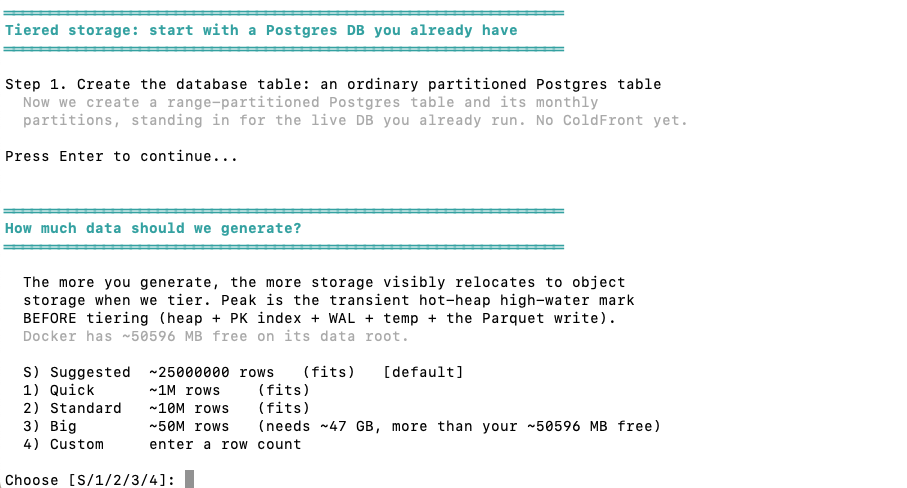 Tiered storage: start with a Postgres DB you already have
Step 1. Create the database table: an ordinary partitioned Postgres table
Now we create a range-partitioned Postgres table and its monthly
partitions, standing in for the live DB you already run. No ColdFront yet.
Press Enter to continue...
How much data should we generate?
The more you generate, the more storage visibly relocates to object
storage when we tier. Peak is the transient hot-heap high-water mark
BEFORE tiering (heap + PK index + WAL + temp + the Parquet write).
Docker has ~50596 MB free on its data root.
S) Suggested  ~25000000 rows   (fits)   [default]
1) Quick      ~1M rows    (fits)
2) Standard   ~10M rows   (fits)
3) Big        ~50M rows   (needs ~47 GB, more than your ~50596 MB free)
4) Custom     enter a row count
Choose [S/1/2/3/4]: